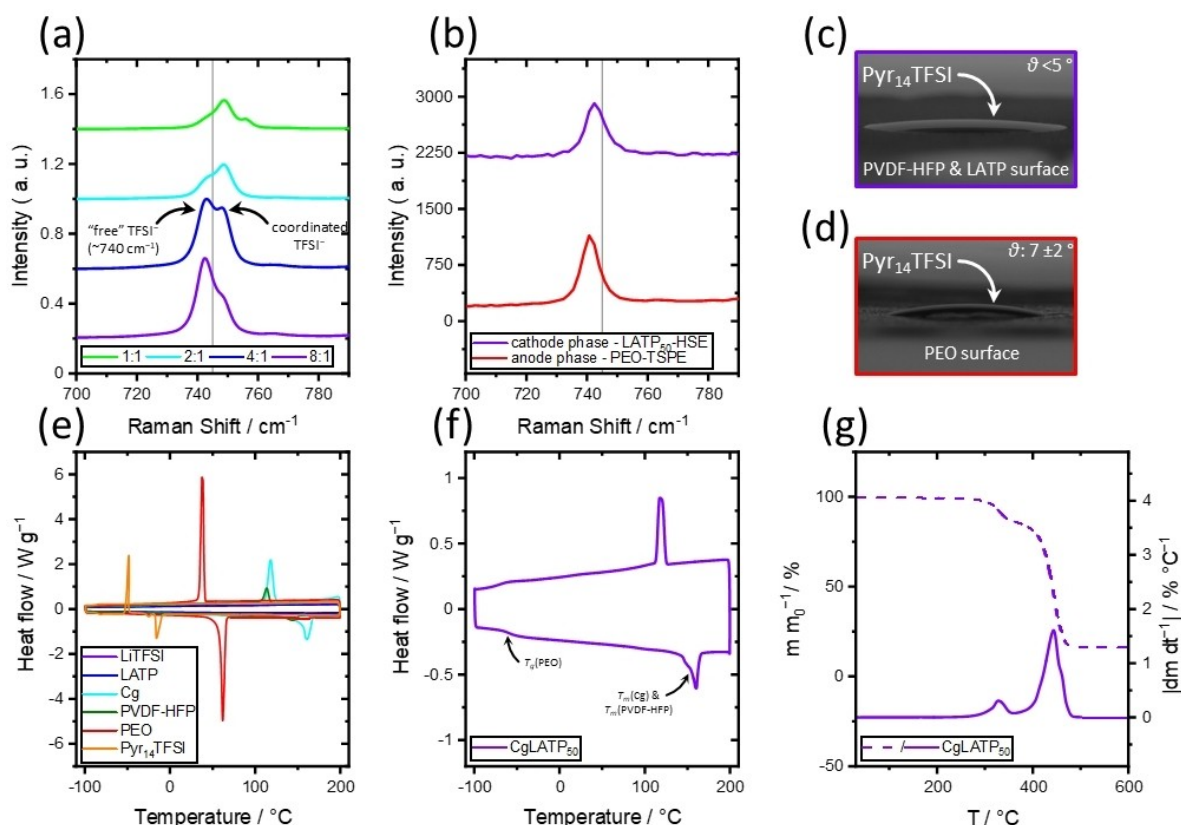 (a)
1.6
1.2
0.8
0.4
0
Intensity ( a. u.)
"free" TFSI⁻
(~740 cm⁻¹)
coordinated
TFSI⁻
1:1 2:1 4:1 8:1
700 720 740 760 780
Raman Shift / cm⁻¹
(b)
3000
2250
1500
750
0
Intensity ( a. u.)
cathode phase - LATP₅₀-HSE
anode phase - PEO-TSPE
700 720 740 760 780
Raman Shift / cm⁻¹
(c)
ϑ <5 °
Pyr₁₄TFSI
PVDF-HFP & LATP surface
(d)
ϑ: 7 ±2 °
Pyr₁₄TFSI
PEO surface
(e)
6
4
2
0
-2
-4
-6
Heat flow / W g⁻¹
LiTFSI
LATP
Cg
PVDF-HFP
PEO
Pyr₁₄TFSI
-100 0 100 200
Temperature / °C
(f)
1
0.5
0
-0.5
-1
Heat flow / W g⁻¹
T_g(PEO)
T_m(Cg) &
T_m(PVDF-HFP)
CgLATP₅₀
-100 0 100 200
Temperature / °C
(g)
100
50
0
-50
m m₀⁻¹/ %
4
3
2
1
0
|dm dt⁻¹| / % °C⁻¹
/ CgLATP₅₀
200 400 600
T / °C